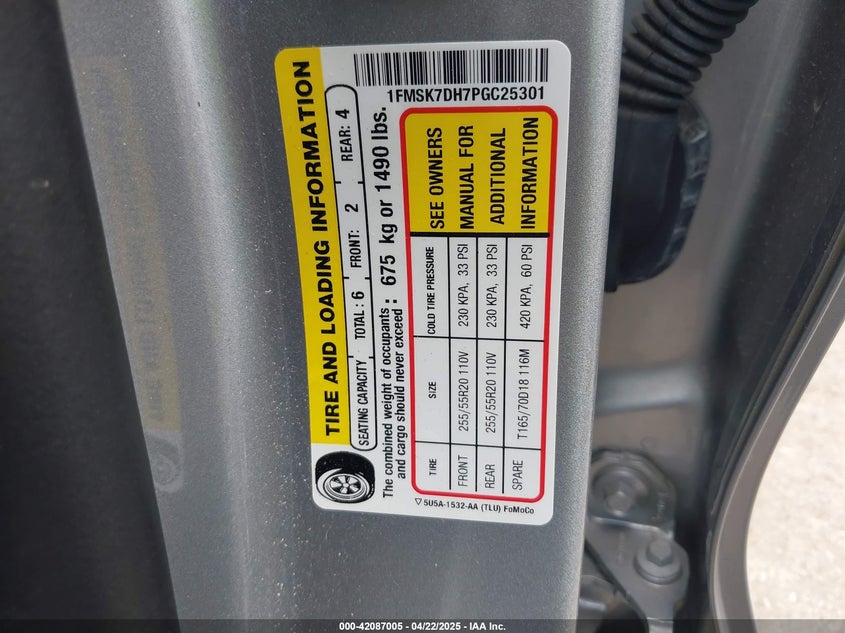 1FMSK7DH7PGC25301
TIRE AND LOADING INFORMATION
SEATING CAPACITY TOTAL : 6 FRONT: 2 REAR: 4
The combined weight of occupants and cargo should never exceed : 675 kg or 1490 lbs.
TIRE SIZE COLD TIRE PRESSURE
FRONT 255/55R20 110V 230 KPA, 33 PSI
REAR 255/55R20 110V 230 KPA, 33 PSI
SPARE T165/70D18 116M 420 KPA, 60 PSI
SEE OWNERS
MANUAL FOR
ADDITIONAL
INFORMATION
5U5A-1532-AA (TLU) FoMoCo
000-42087005 - 04/22/2025 - IAA Inc.